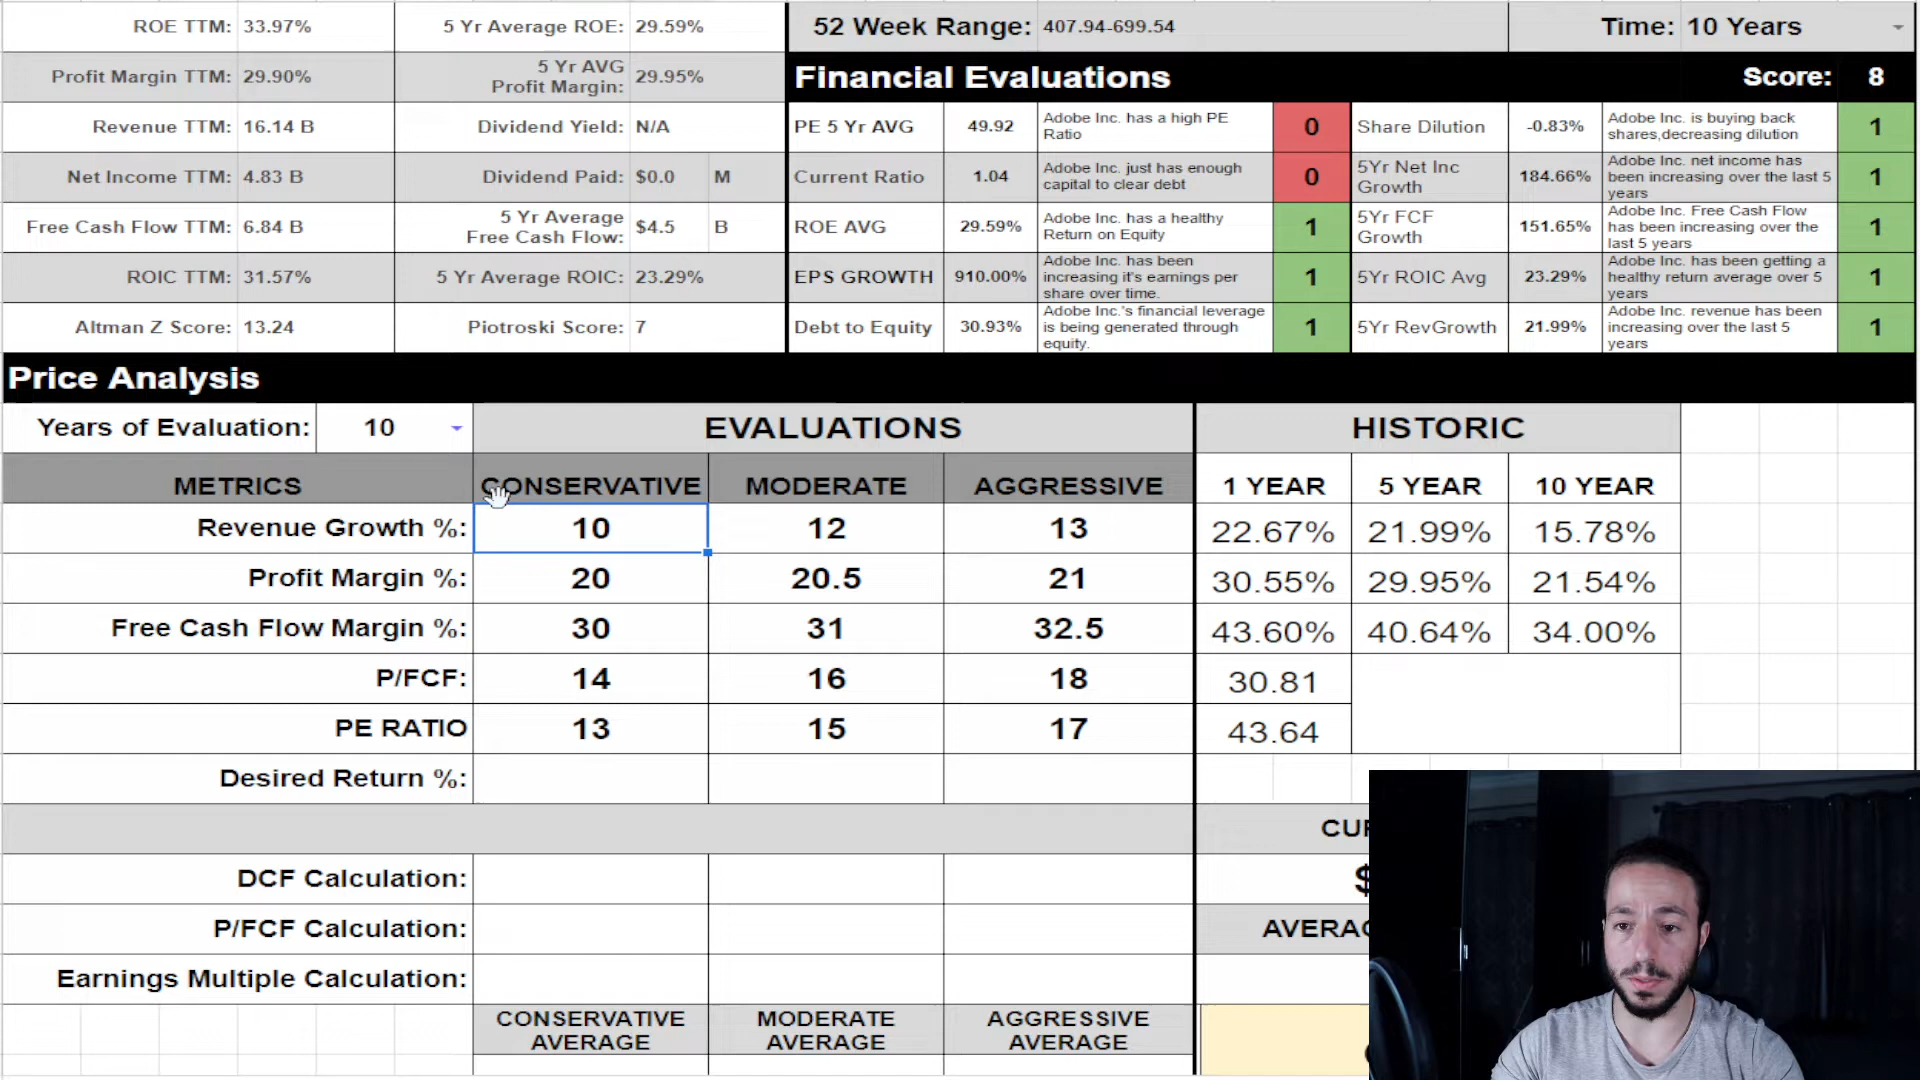 ROE TTM: 33.97% 5 Yr Average ROE: 29.59% 52 Week Range: 407.94-699.54 Time: 10 Years
Profit Margin TTM: 29.90% 5 Yr AVG Profit Margin: 29.95%
Financial Evaluations Score: 8
Revenue TTM: 16.14 B Dividend Yield: N/A
PE 5 Yr AVG 49.92 Adobe Inc. has a high PE Ratio 0
Share Dilution -0.83% Adobe Inc. is buying back shares,decreasing dilution 1
Net Income TTM: 4.83 B Dividend Paid: $0.0 M
Current Ratio 1.04 Adobe Inc. just has enough capital to clear debt 0
5Yr Net Inc Growth 184.66% Adobe Inc. net income has been increasing over the last 5 years 1
Free Cash Flow TTM: 6.84 B 5 Yr Average Free Cash Flow: $4.5 B
ROE AVG 29.59% Adobe Inc. has a healthy Return on Equity 1
5Yr FCF Growth 151.65% Adobe Inc. Free Cash Flow has been increasing over the last 5 years 1
ROIC TTM: 31.57% 5 Yr Average ROIC: 23.29%
EPS GROWTH 910.00% Adobe Inc. has been increasing it's earnings per share over time. 1
5Yr ROIC Avg 23.29% Adobe Inc. has been getting a healthy return average over 5 years 1
Altman Z Score: 13.24 Piotroski Score: 7
Debt to Equity 30.93% Adobe Inc.'s financial leverage is being generated through equity. 1
5Yr RevGrowth 21.99% Adobe Inc. revenue has been increasing over the last 5 years 1
Price Analysis
Years of Evaluation: 10 EVALUATIONS HISTORIC
METRICS CONSERVATIVE MODERATE AGGRESSIVE 1 YEAR 5 YEAR 10 YEAR
Revenue Growth %: 10 12 13 22.67% 21.99% 15.78%
Profit Margin %: 20 20.5 21 30.55% 29.95% 21.54%
Free Cash Flow Margin %: 30 31 32.5 43.60% 40.64% 34.00%
P/FCF: 14 16 18 30.81
PE RATIO 13 15 17 43.64
Desired Return %:
DCF Calculation: $
P/FCF Calculation:
Earnings Multiple Calculation:
CONSERVATIVE AVERAGE MODERATE AVERAGE AGGRESSIVE AVERAGE